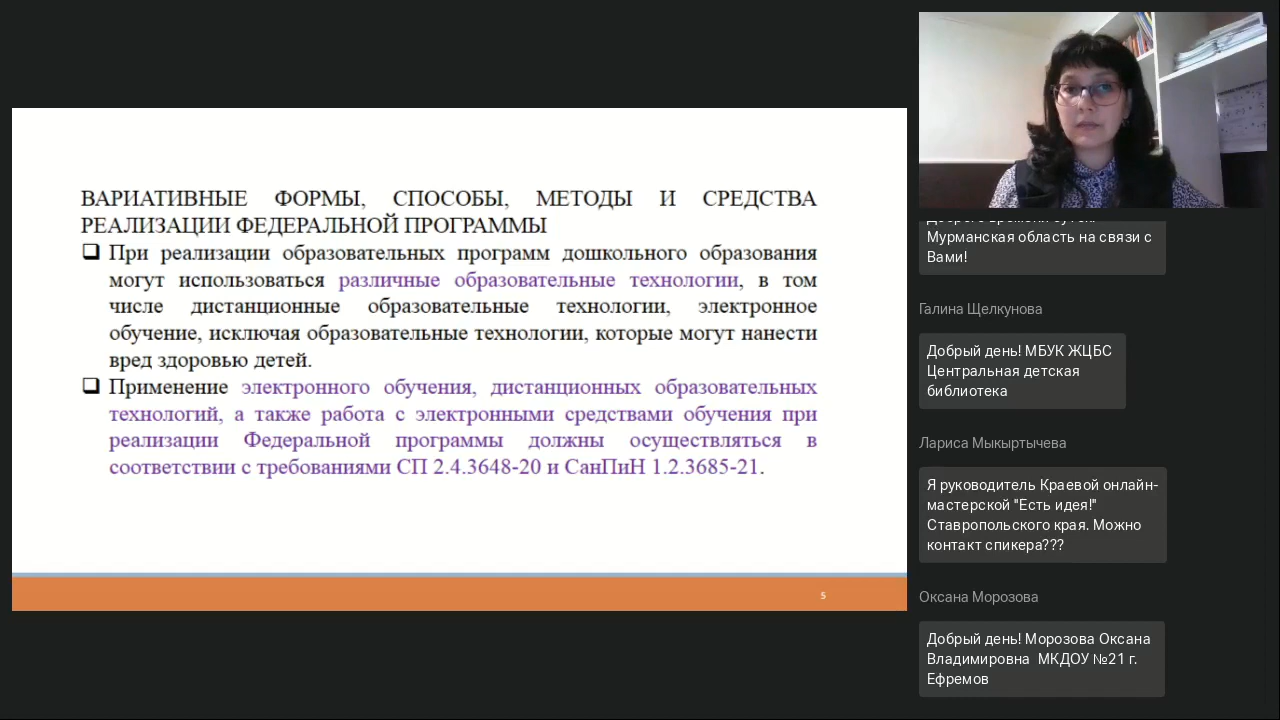 ВАРИАТИВНЫЕ ФОРМЫ, СПОСОБЫ, МЕТОДЫ И СРЕДСТВА
РЕАЛИЗАЦИИ ФЕДЕРАЛЬНОЙ ПРОГРАММЫ
При реализации образовательных программ дошкольного образования
могут использоваться различные образовательные технологии, в том
числе дистанционные образовательные технологии, электронное
обучение, исключая образовательные технологии, которые могут нанести
вред здоровью детей.
Применение электронного обучения, дистанционных образовательных
технологий, а также работа с электронными средствами обучения при
реализации Федеральной программы должны осуществляться в
соответствии с требованиями СП 2.4.3648-20 и СанПиН 1.2.3685-21.
5
Мурманская область на связи с
Вами!
Галина Щелкунова
Добрый день! МБУК ЖЦБС
Центральная детская
библиотека
Лариса Мыкыртычева
Я руководитель Краевой онлайн-
мастерской "Есть идея!"
Ставропольского края. Можно
контакт спикера???
Оксана Морозова
Добрый день! Морозова Оксана
Владимировна МКДОУ №21 г.
Ефремов